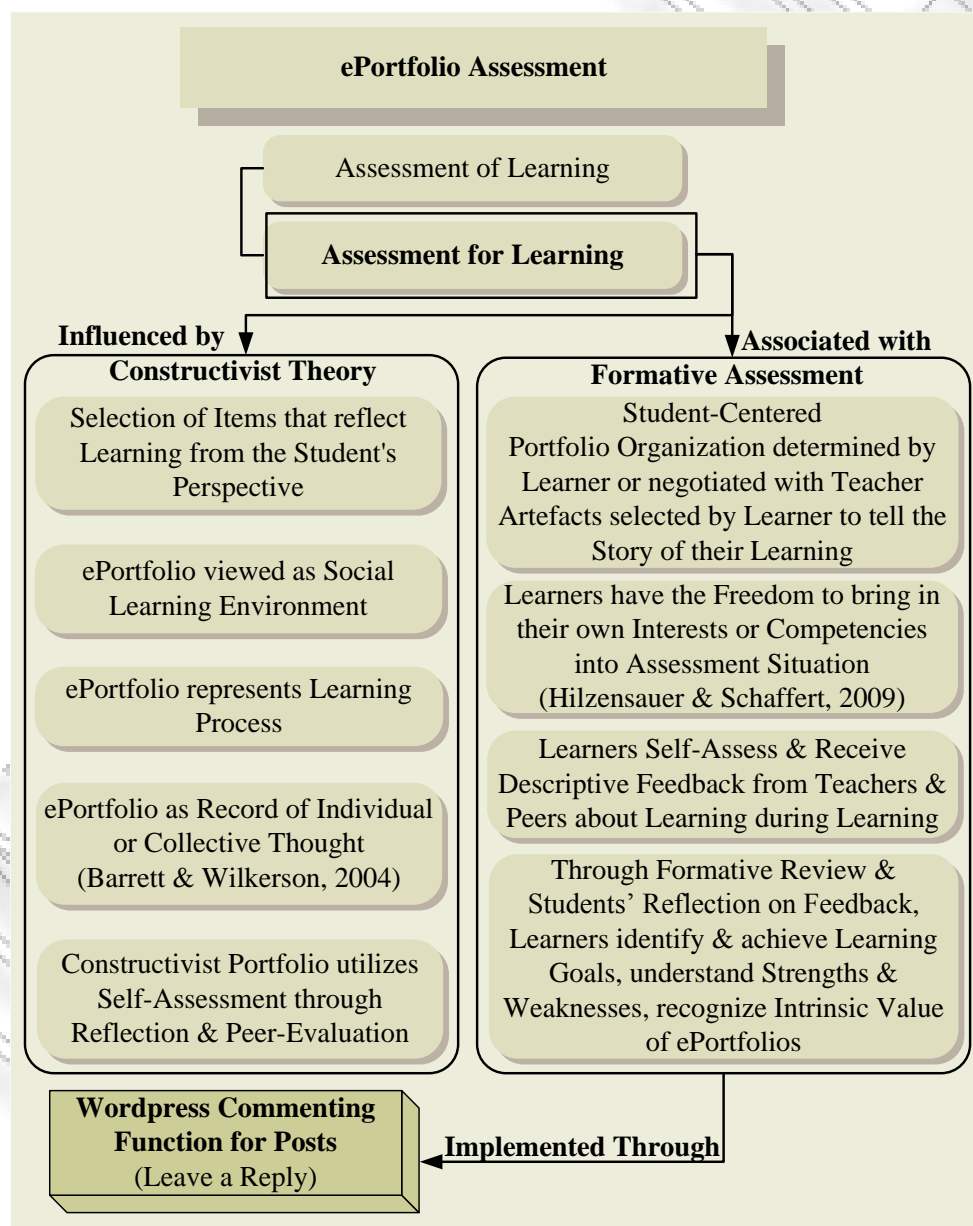 ePortfolio Assessment
Assessment of Learning
Assessment for Learning
Influenced by
Associated with
Constructivist Theory
Selection of Items that reflect
Learning from the Student's
Perspective
ePortfolio viewed as Social
Learning Environment
ePortfolio represents Learning
Process
ePortfolio as Record of Individual
or Collective Thought
(Barrett & Wilkerson, 2004)
Constructivist Portfolio utilizes
Self-Assessment through
Reflection & Peer-Evaluation
Formative Assessment
Student-Centered
Portfolio Organization determined by
Learner or negotiated with Teacher
Artefacts selected by Learner to tell the
Story of their Learning
Learners have the Freedom to bring in
their own Interests or Competencies
into Assessment Situation
(Hilzensauer & Schaffert, 2009)
Learners Self-Assess & Receive
Descriptive Feedback from Teachers &
Peers about Learning during Learning
Through Formative Review &
Students’ Reflection on Feedback,
Learners identify & achieve Learning
Goals, understand Strengths &
Weaknesses, recognize Intrinsic Value
of ePortfolios
Implemented Through
Wordpress Commenting
Function for Posts
(Leave a Reply)